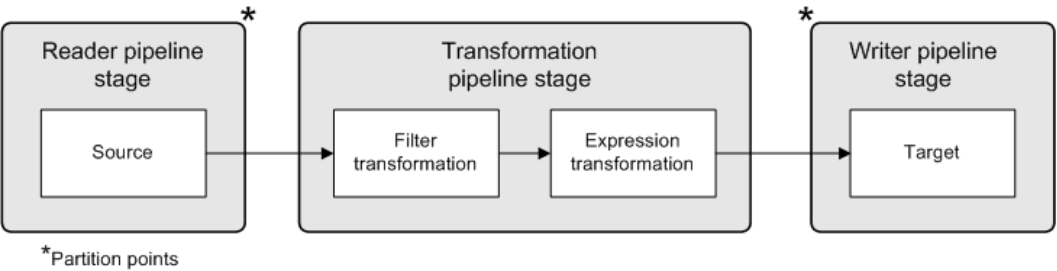 *
*
Reader pipeline
stage
Transformation
pipeline stage
Writer pipeline
stage
Source
Filter
transformation
Expression
transformation
Target
*Partition points